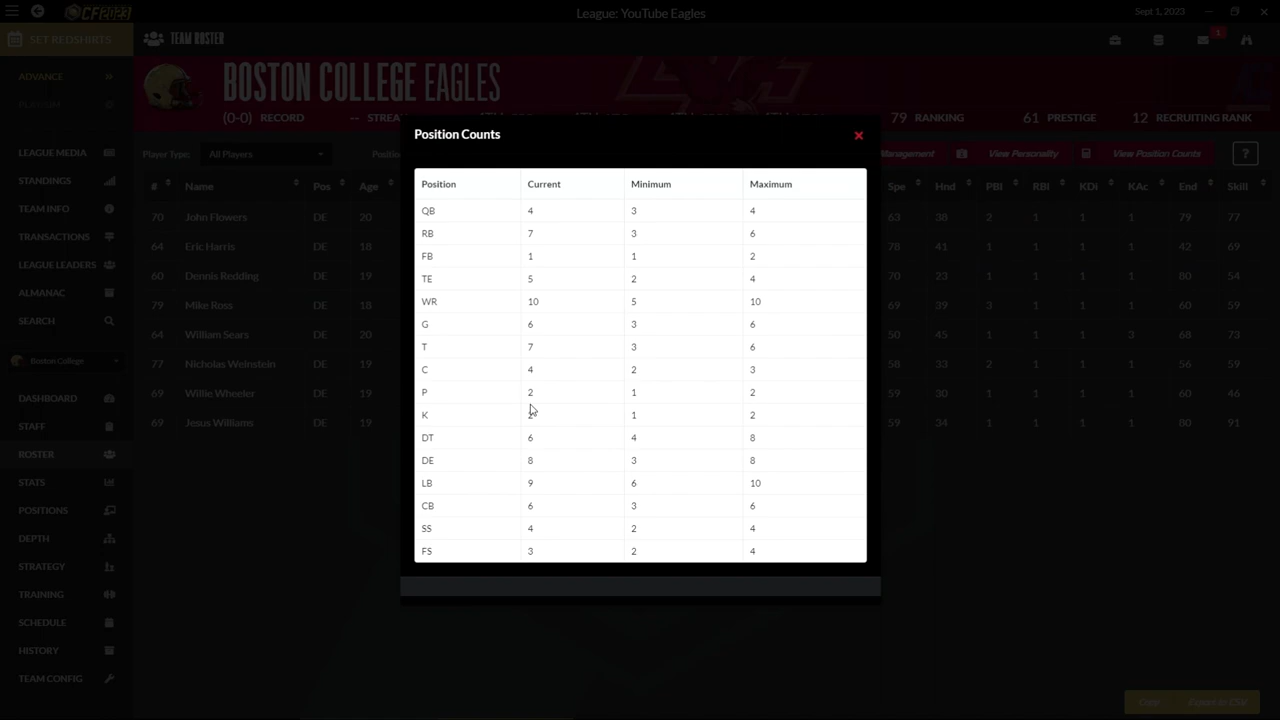 CF2023
League: YouTube Eagles
Sept 1, 2023
SET REDSHIRTS
TEAM ROSTER
1
ADVANCE
BOSTON COLLEGE EAGLES
(0-0) RECORD -- STREA
79 RANKING 61 PRESTIGE 12 RECRUITING RANK
Position Counts
Player Type: All Players Position
Management View Personality View Position Counts ?
# Name Pos Age Spe Hnd PBl RBl KDi KAc End Skill
70 John Flowers DE 20 63 38 2 1 1 1 79 77
64 Eric Harris DE 18 78 41 1 1 1 1 42 69
60 Dennis Redding DE 19 70 23 1 1 1 1 80 54
79 Mike Ross DE 18 69 39 3 1 1 1 60 59
64 William Sears DE 20 50 45 1 1 1 3 68 73
77 Nicholas Weinstein DE 19 58 33 2 1 1 1 56 59
69 Willie Wheeler DE 19 59 30 1 1 1 1 60 46
69 Jesus Williams DE 19 59 34 1 1 1 1 80 91
Position Current Minimum Maximum
QB 4 3 4
RB 7 3 6
FB 1 1 2
TE 5 2 4
WR 10 5 10
G 6 3 6
T 7 3 6
C 4 2 3
P 2 1 2
K 2 1 2
DT 6 4 8
DE 8 3 8
LB 9 6 10
CB 6 3 6
SS 4 2 4
FS 3 2 4
LEAGUE MEDIA
STANDINGS
TEAM INFO
TRANSACTIONS
LEAGUE LEADERS
ALMANAC
SEARCH
Boston College
DASHBOARD
STAFF
ROSTER
STATS
POSITIONS
DEPTH
STRATEGY
TRAINING
SCHEDULE
HISTORY
TEAM CONFIG
Copy Export to CSV